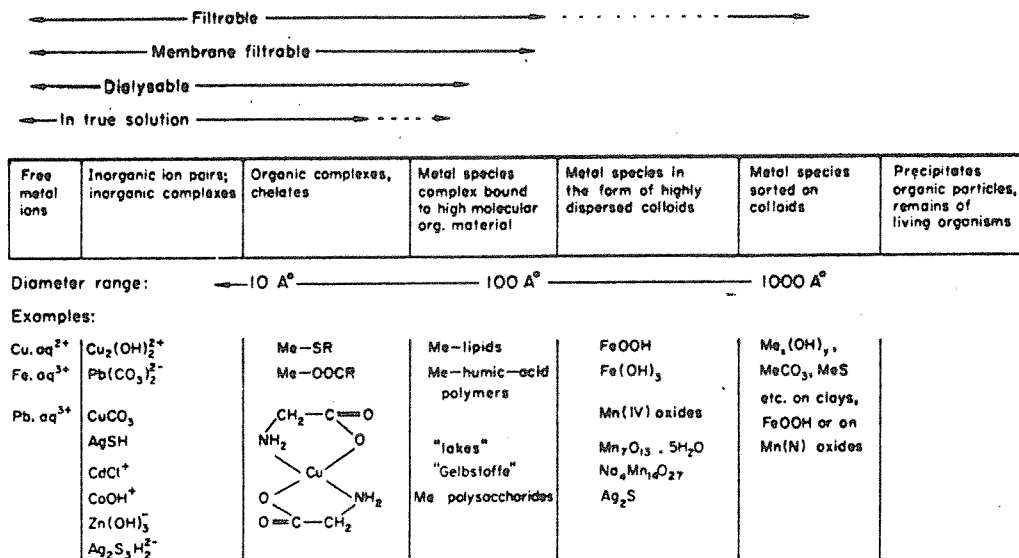 Filtrable
Membrane filtrable
Dialysable
In true solution
Free metal ions
Inorganic ion pairs; inorganic complexes
Organic complexes, chelates
Metal species complex bound to high molecular org. material
Metal species in the form of highly dispersed colloids
Metal species sorted on colloids
Precipitates organic particles, remains of living organisms
Diameter range: 10 A° 100 A° 1000 A°
Examples:
Cu.aq²⁺
Fe.aq³⁺
Pb.aq³⁺
Cu₂(OH)₂²⁺
Pb(CO₃)₂²⁻
CuCO₃
AgSH
CdCl⁺
CoOH⁺
Zn(OH)₃⁻
Ag₂S₃H₂²⁻
Me–SR
Me–OOCR
CH₂ C=O
NH₂ O
Cu
O NH₂
O=C CH₂
Me–lipids
Me–humic–acid
polymers
"lakes"
"Gelbstoffe"
Me polysaccharides
FeOOH
Fe(OH)₃
Mn(IV) oxides
Mn₇O₁₃ . 5H₂O
Na₄Mn₁₄O₂₇
Ag₂S
Meₓ(OH)ᵧ,
MeCO₃, MeS
etc. on clays,
FeOOH or on
Mn(N) oxides